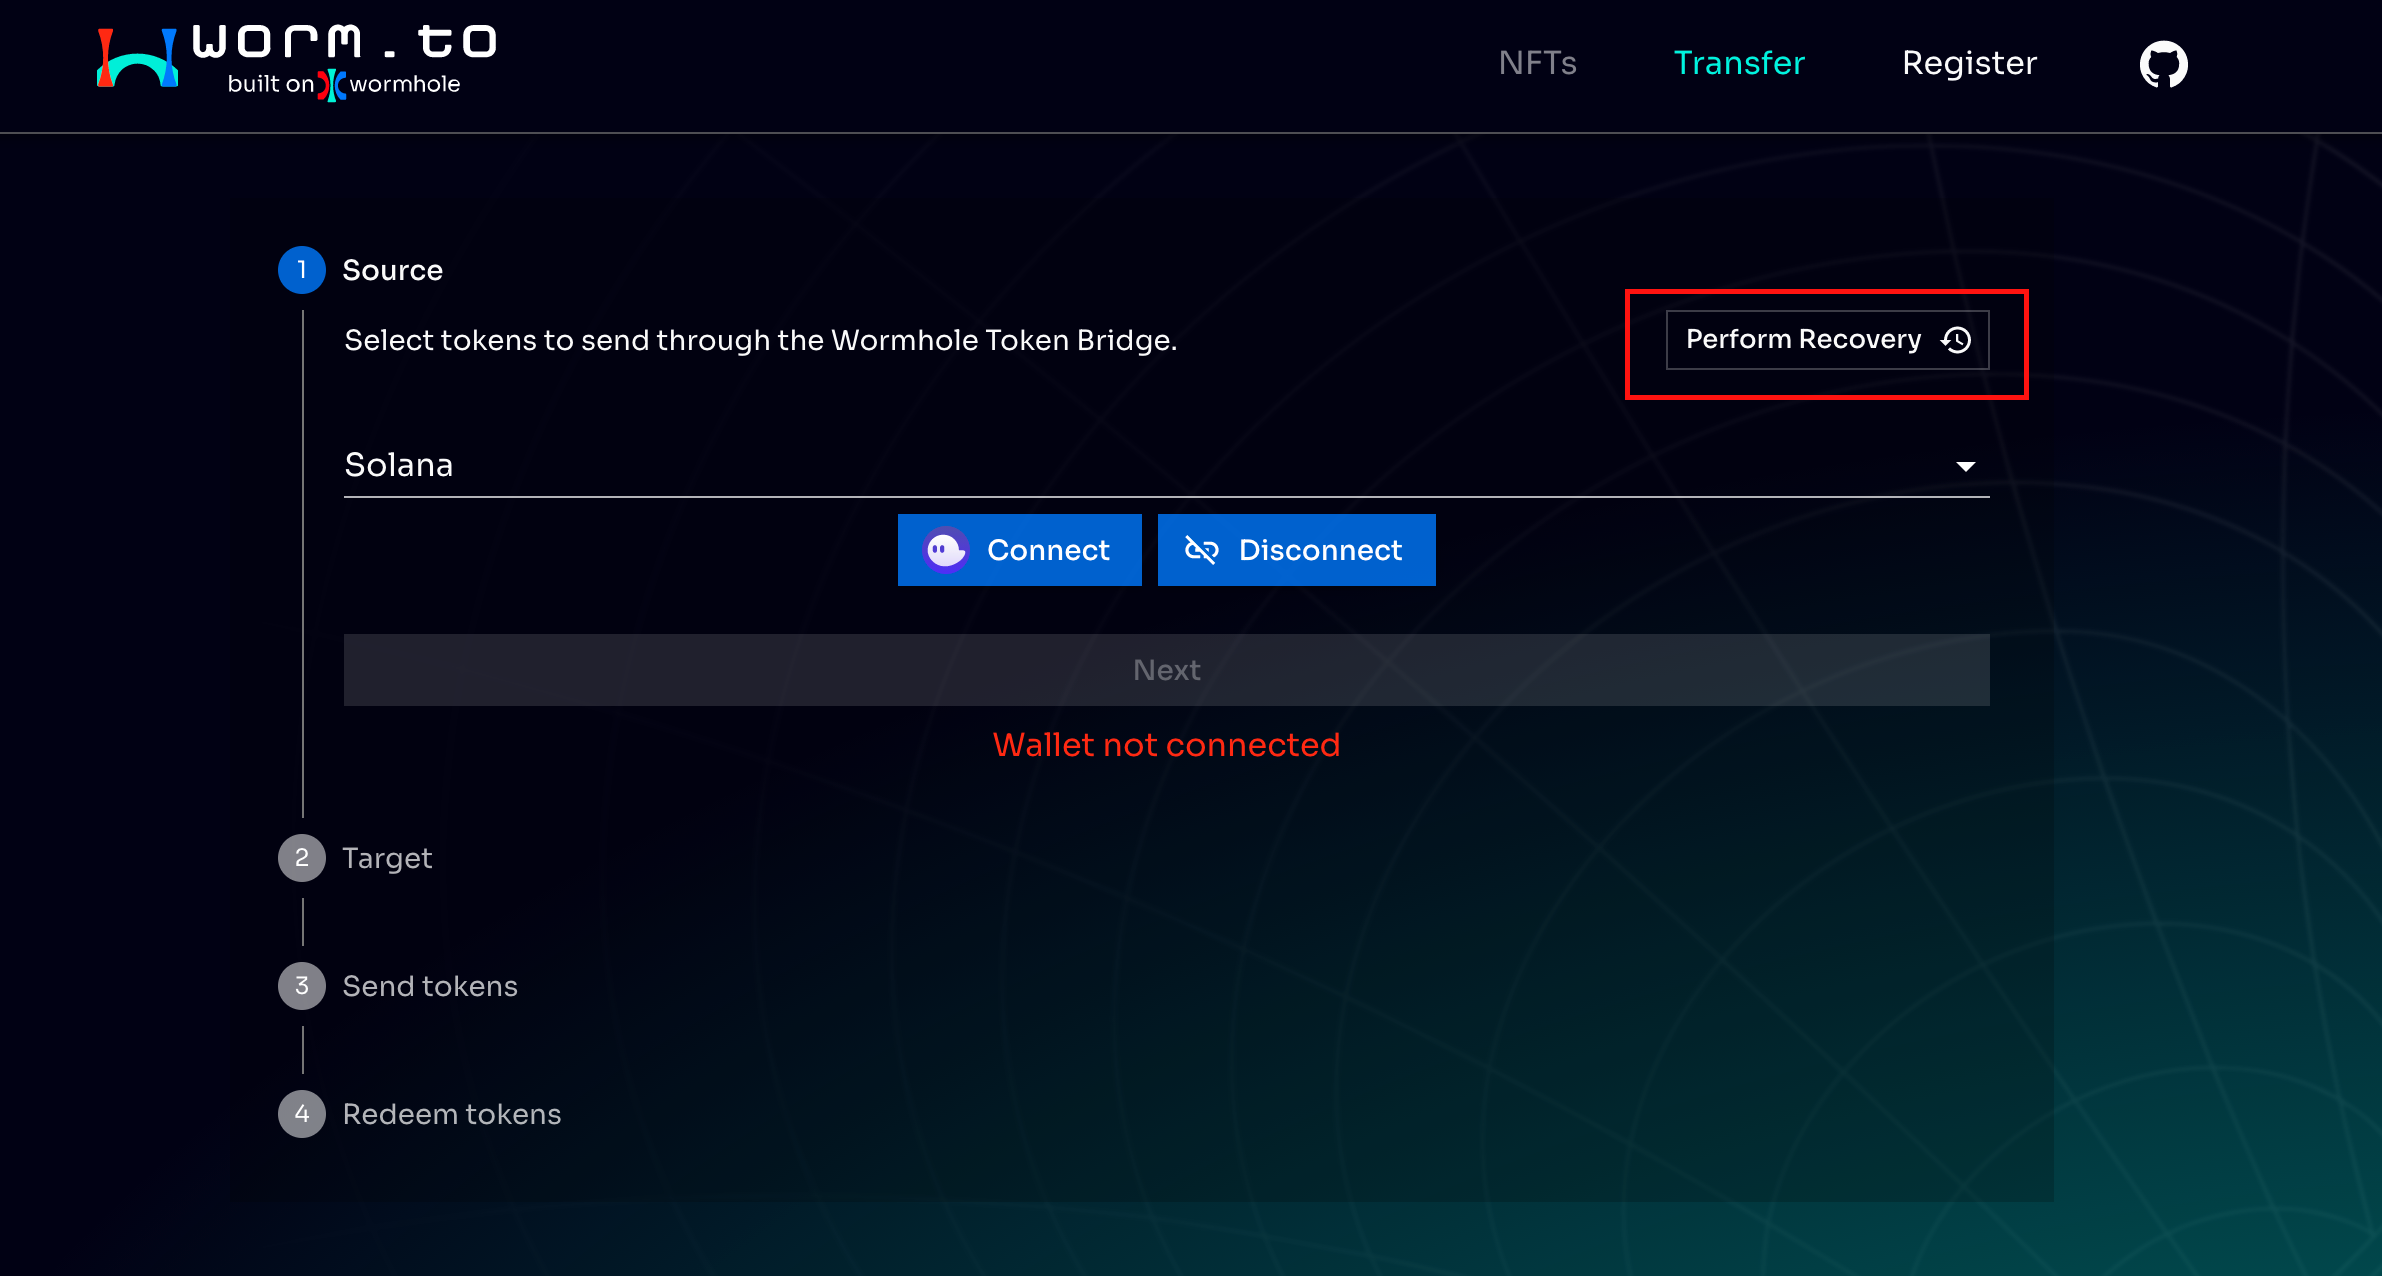 worm.to
built on wormhole
NFTs
Transfer
Register
1
Source
Select tokens to send through the Wormhole Token Bridge.
Perform Recovery
Solana
Connect
Disconnect
Next
Wallet not connected
2
Target
3
Send tokens
4
Redeem tokens